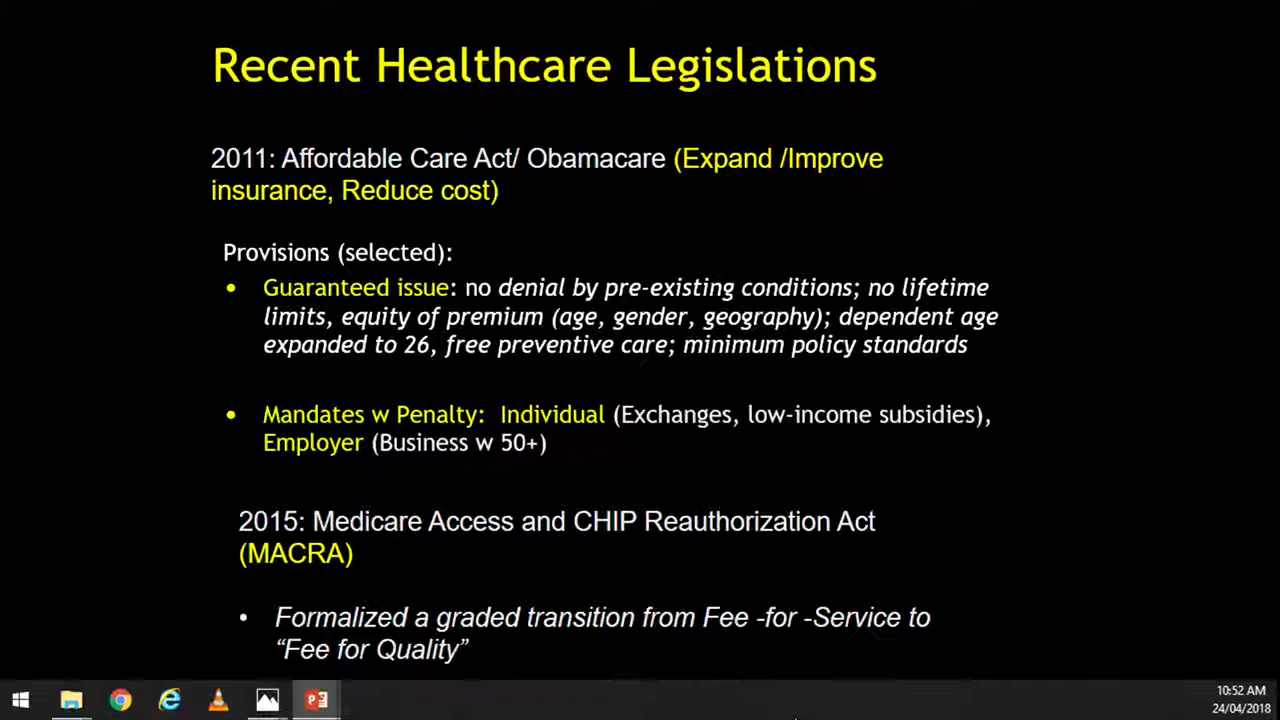 Recent Healthcare Legislations
2011: Affordable Care Act/ Obamacare (Expand /Improve
insurance, Reduce cost)
Provisions (selected):
• Guaranteed issue: no denial by pre-existing conditions; no lifetime
limits, equity of premium (age, gender, geography); dependent age
expanded to 26, free preventive care; minimum policy standards
• Mandates w Penalty: Individual (Exchanges, low-income subsidies),
Employer (Business w 50+)
2015: Medicare Access and CHIP Reauthorization Act
(MACRA)
• Formalized a graded transition from Fee -for -Service to
“Fee for Quality”
10:52 AM
24/04/2018